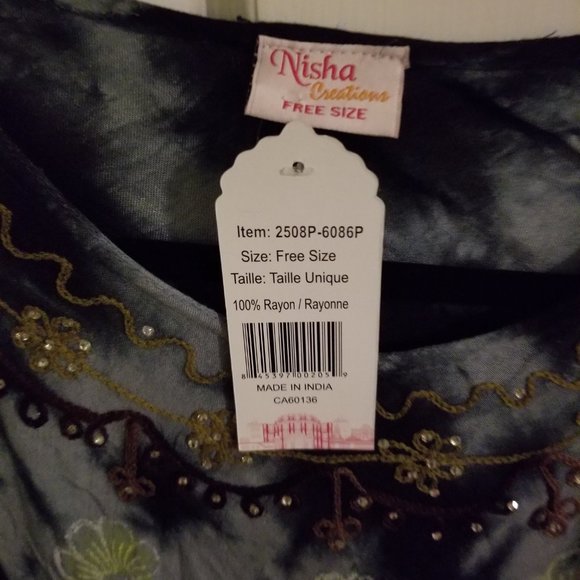 Nisha
Creations
FREE SIZE
Item: 2508P-6086P
Size: Free Size
Taille: Taille Unique
100% Rayon / Rayonne
8 45397 00205 9
MADE IN INDIA
CA60136